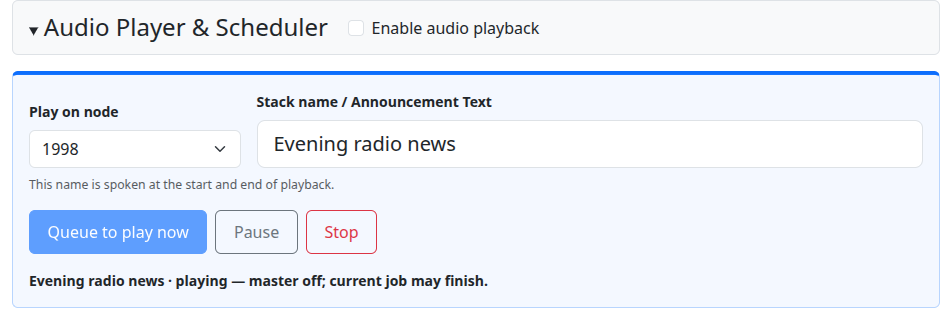 ▾ Audio Player & Scheduler Enable audio playback
Play on node
Stack name / Announcement Text
1998
Evening radio news
This name is spoken at the start and end of playback.
Queue to play now Pause Stop
Evening radio news · playing — master off; current job may finish.